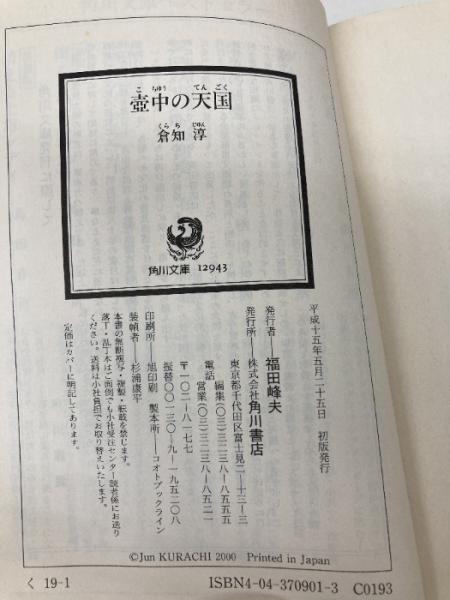 こちゆう てんごく
壺中の天国
くらち じゆん
倉知 淳
角川文庫 12943
平成十五年五月二十五日 初版発行
発行者──福田峰夫
発行所──株式会社角川書店
東京都千代田区富士見二─十三─三
電話 編集(〇三)三二三八─八五五五
営業(〇三)三二三八─八五二一
〒一〇二─八一七七
振替〇〇一三〇─九─一九五二〇八
印刷所──旭印刷 製本所──コオトブックライン
装幀者──杉浦康平
本書の無断複写・複製・転載を禁じます。
落丁・乱丁本はご面倒でも小社受注センター読者係にお送り
ください。送料は小社負担でお取り替えいたします。
定価はカバーに明記してあります。
©Jun KURACHI 2000 Printed in Japan
く 19-1 ISBN4-04-370901-3 C0193